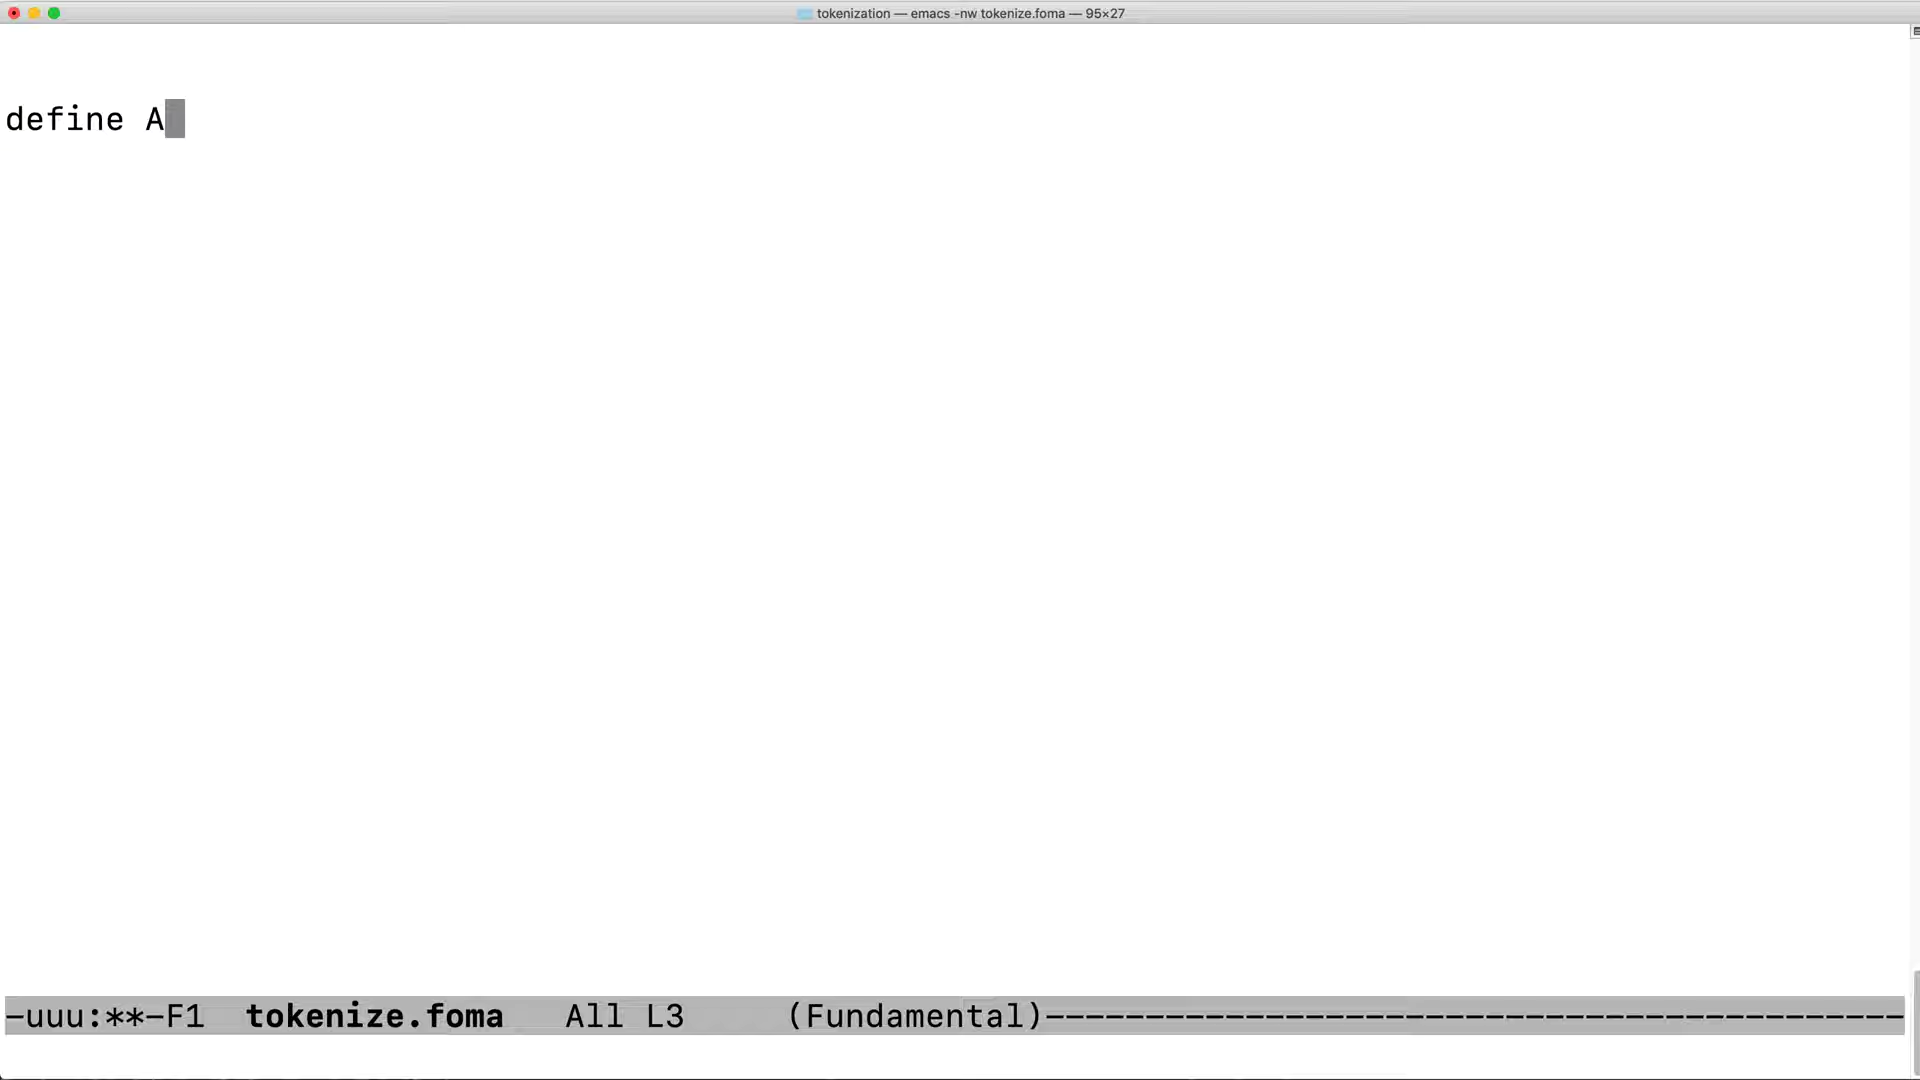 tokenization — emacs -nw tokenize.foma — 95×27
define A
-uuu:**-F1  tokenize.foma   All L3     (Fundamental)-------------------------------------------